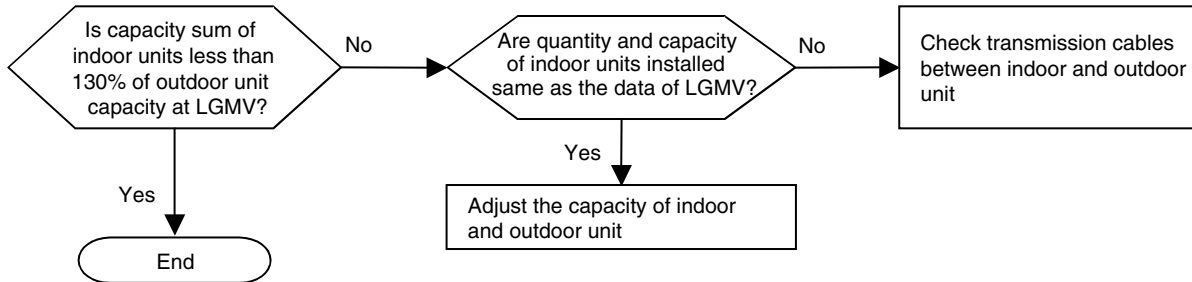 Is capacity sum of
indoor units less than
130% of outdoor unit
capacity at LGMV?
No
Are quantity and capacity
of indoor units installed
same as the data of LGMV?
No
Check transmission cables
between indoor and outdoor
unit
Yes
Yes
Adjust the capacity of indoor
and outdoor unit
End